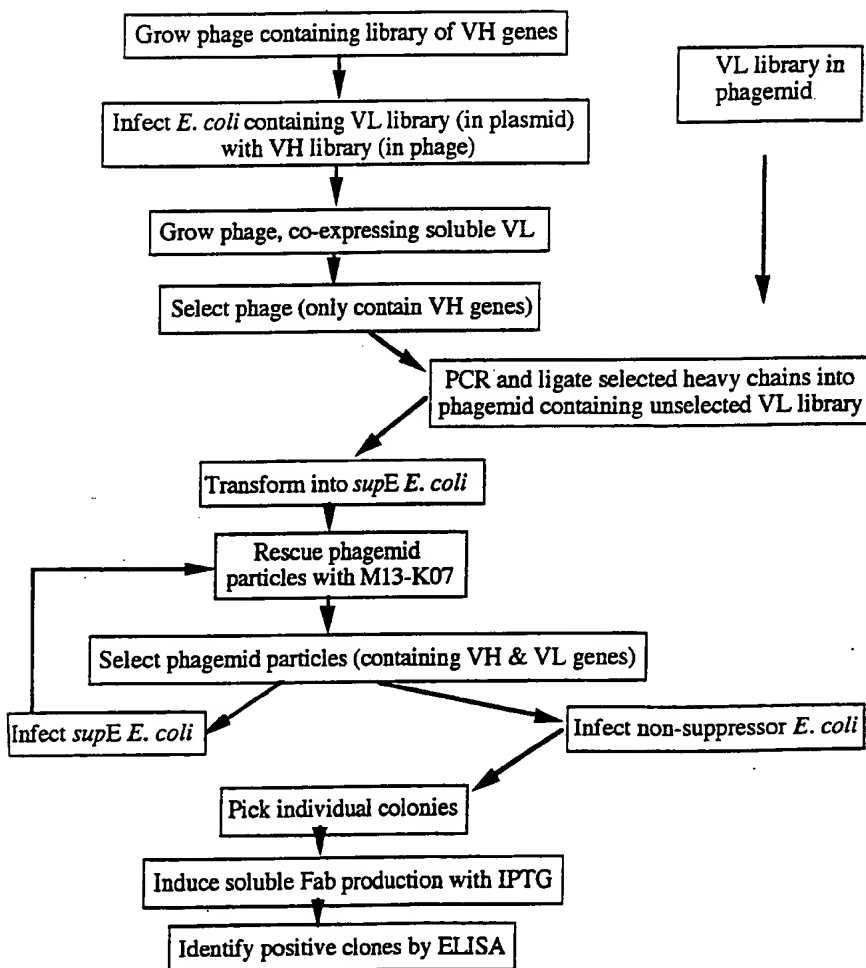 Grow phage containing library of VH genes
VL library in
phagemid
Infect E. coli containing VL library (in plasmid)
with VH library (in phage)
Grow phage, co-expressing soluble VL
Select phage (only contain VH genes)
PCR and ligate selected heavy chains into
phagemid containing unselected VL library
Transform into supE E. coli
Rescue phagemid
particles with M13-K07
Select phagemid particles (containing VH & VL genes)
Infect supE E. coli
Infect non-suppressor E. coli
Pick individual colonies
Induce soluble Fab production with IPTG
Identify positive clones by ELISA